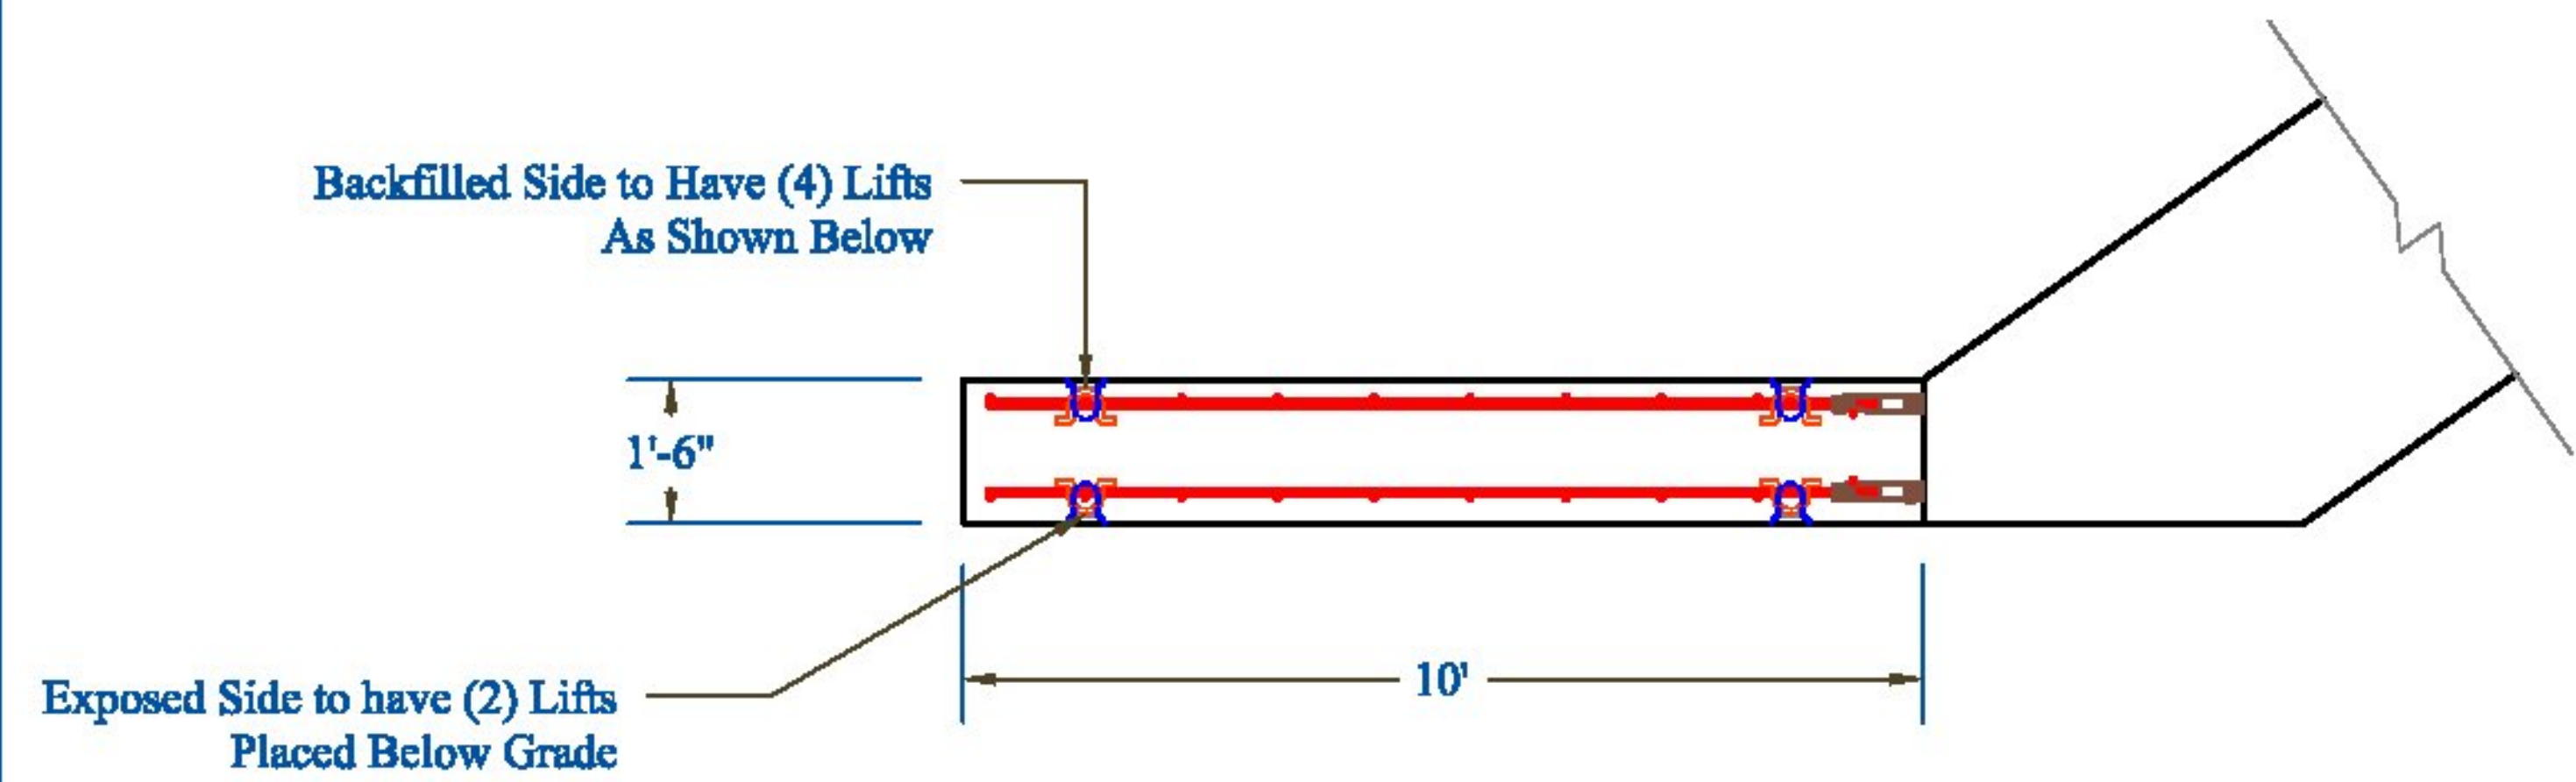 Backfilled Side to Have (4) Lifts
As Shown Below
1'-6"
10'
Exposed Side to have (2) Lifts
Placed Below Grade